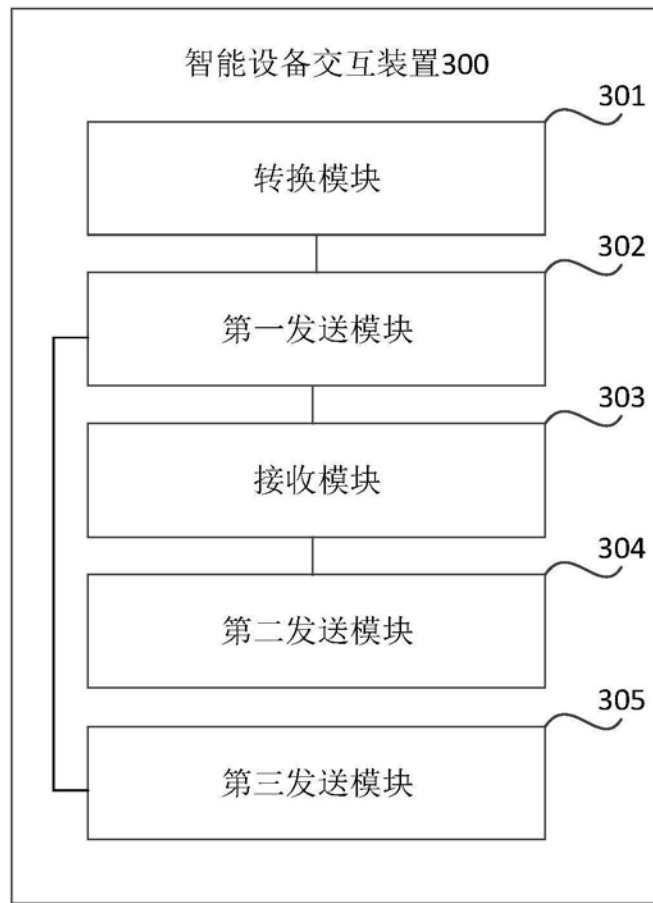 智能设备交互装置300
301
转换模块
302
第一发送模块
303
接收模块
304
第二发送模块
305
第三发送模块